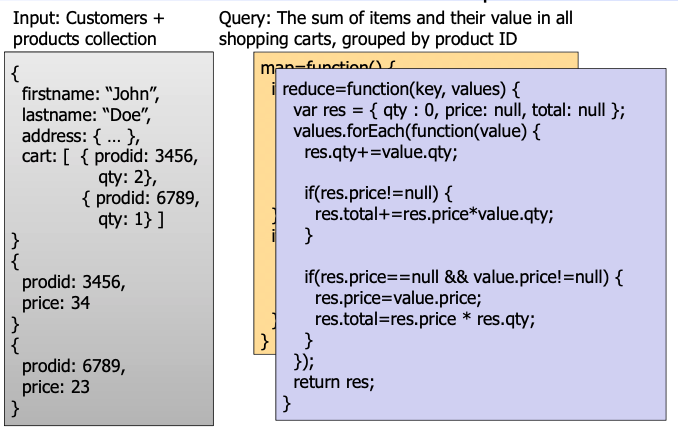 Input: Customers +
products collection
{
firstname: “John”,
lastname: “Doe”,
address: { … },
cart: [ { prodid: 3456,
qty: 2},
{ prodid: 6789,
qty: 1} ]
}
{
prodid: 3456,
price: 34
}
{
prodid: 6789,
price: 23
}
Query: The sum of items and their value in all
shopping carts, grouped by product ID
map=function() {
i
}
i
}
}
reduce=function(key, values) {
var res = { qty : 0, price: null, total: null };
values.forEach(function(value) {
res.qty+=value.qty;
if(res.price!=null) {
res.total+=res.price*value.qty;
}
if(res.price==null && value.price!=null) {
res.price=value.price;
res.total=res.price * res.qty;
}
});
return res;
}